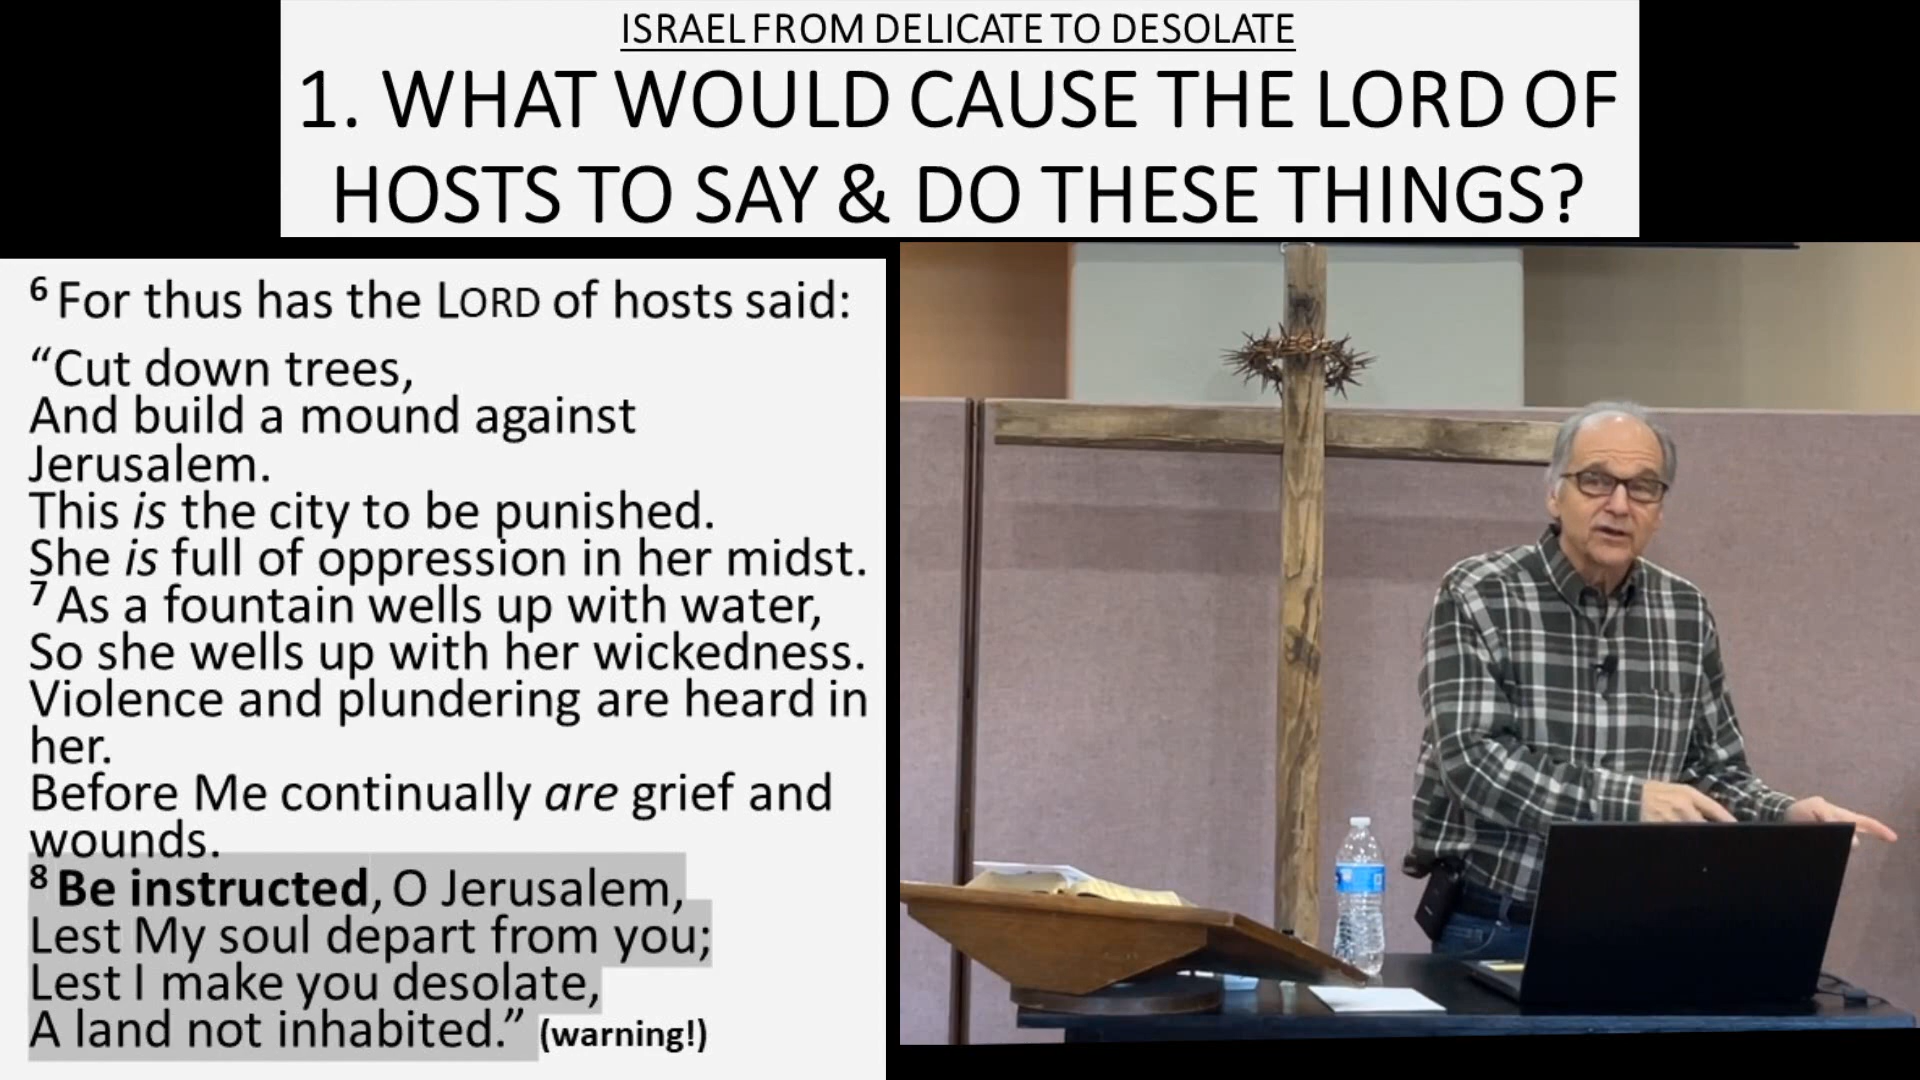 ISRAEL FROM DELICATE TO DESOLATE
1. WHAT WOULD CAUSE THE LORD OF
HOSTS TO SAY & DO THESE THINGS?
6 For thus has the LORD of hosts said:
“Cut down trees,
And build a mound against
Jerusalem.
This is the city to be punished.
She is full of oppression in her midst.
7 As a fountain wells up with water,
So she wells up with her wickedness.
Violence and plundering are heard in
her.
Before Me continually are grief and
wounds.
8 Be instructed, O Jerusalem,
Lest My soul depart from you;
Lest I make you desolate,
A land not inhabited.” (warning!)